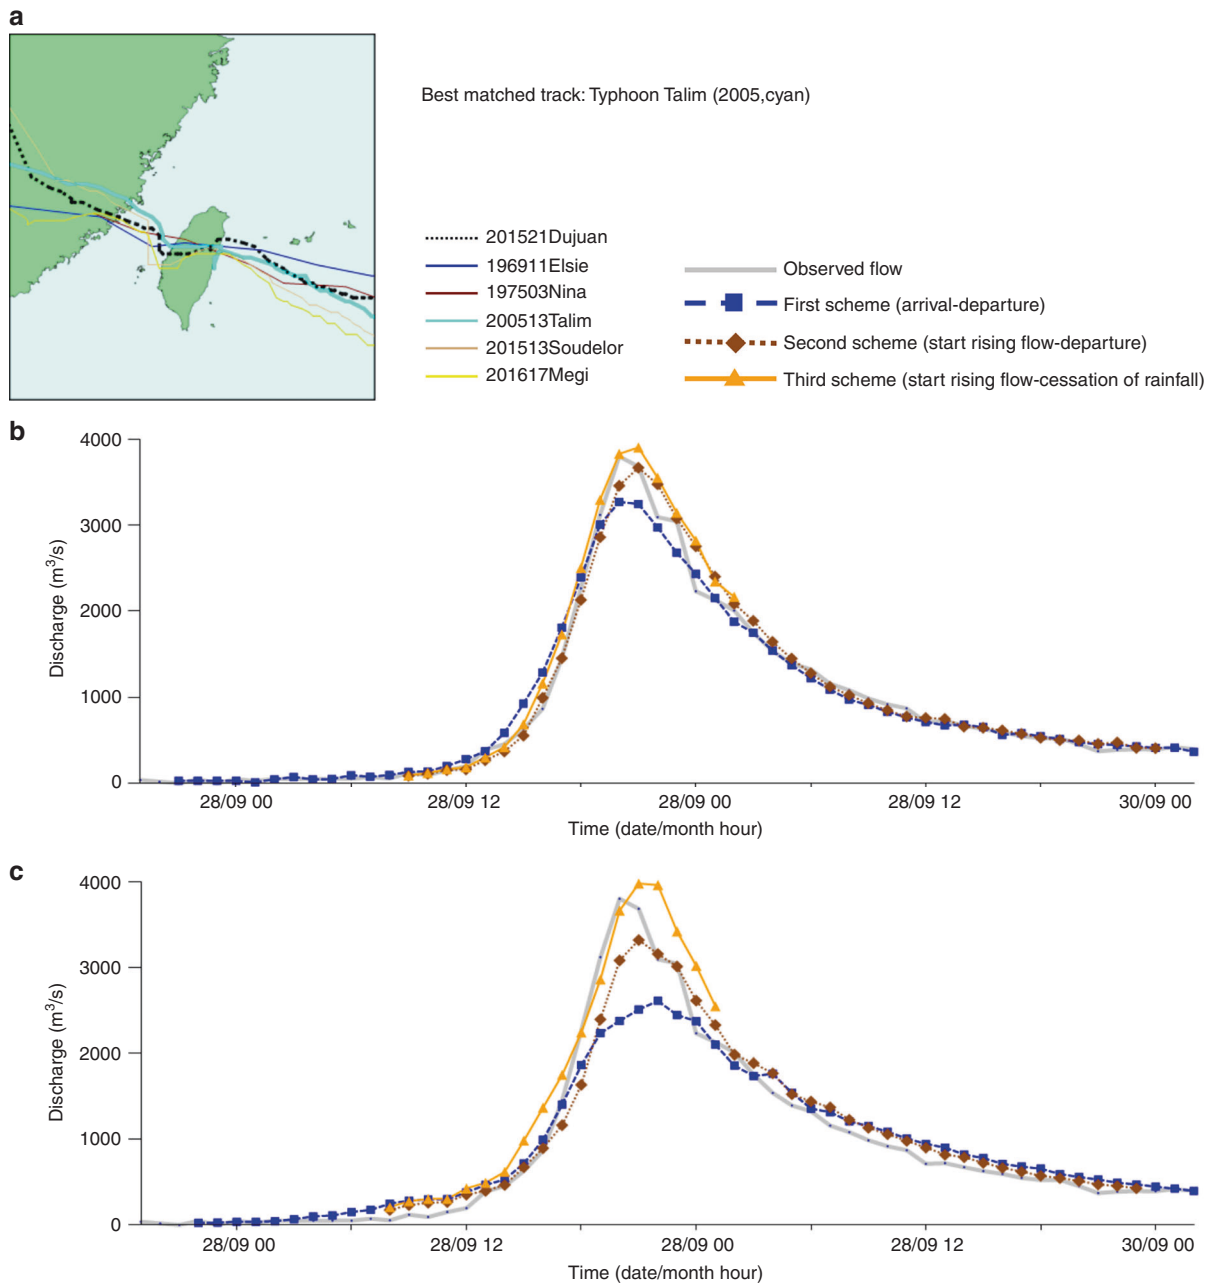 a
Best matched track: Typhoon Talim (2005,cyan)
201521Dujuan
196911Elsie
197503Nina
200513Talim
201513Soudelor
201617Megi
Observed flow
First scheme (arrival-departure)
Second scheme (start rising flow-departure)
Third scheme (start rising flow-cessation of rainfall)
b
4000
3000
2000
1000
0
Discharge (m³/s)
28/09 00
28/09 12
28/09 00
28/09 12
30/09 00
Time (date/month hour)
c
4000
3000
2000
1000
0
Discharge (m³/s)
28/09 00
28/09 12
28/09 00
28/09 12
30/09 00
Time (date/month hour)